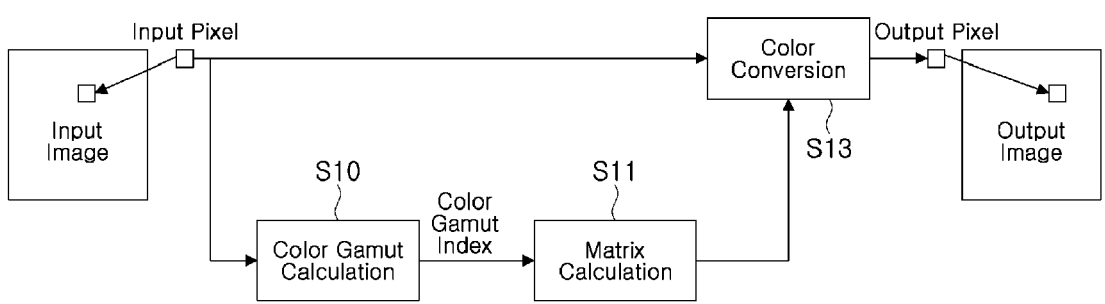 Input Pixel
Input
Image
Color
Conversion
S13
Output Pixel
Output
Image
S10
Color Gamut
Calculation
Color
Gamut
Index
S11
Matrix
Calculation